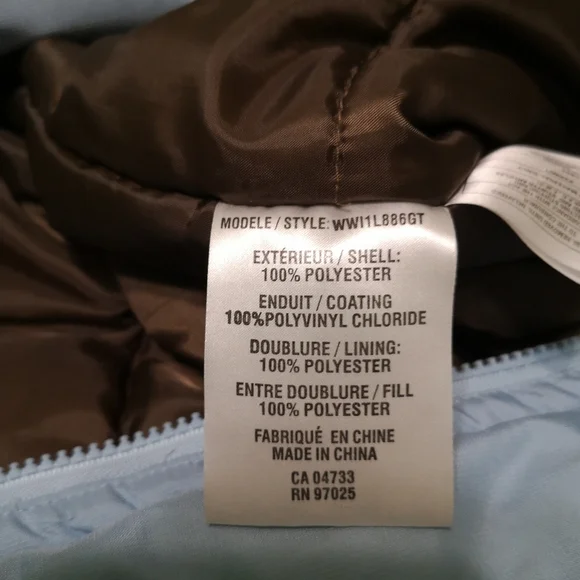 MODELE / STYLE: WWI1L886GT
EXTÉRIEUR / SHELL:
100% POLYESTER
ENDUIT / COATING
100%POLYVINYL CHLORIDE
DOUBLURE / LINING:
100% POLYESTER
ENTRE DOUBLURE / FILL
100% POLYESTER
FABRIQUÉ EN CHINE
MADE IN CHINA
CA 04733
RN 97025